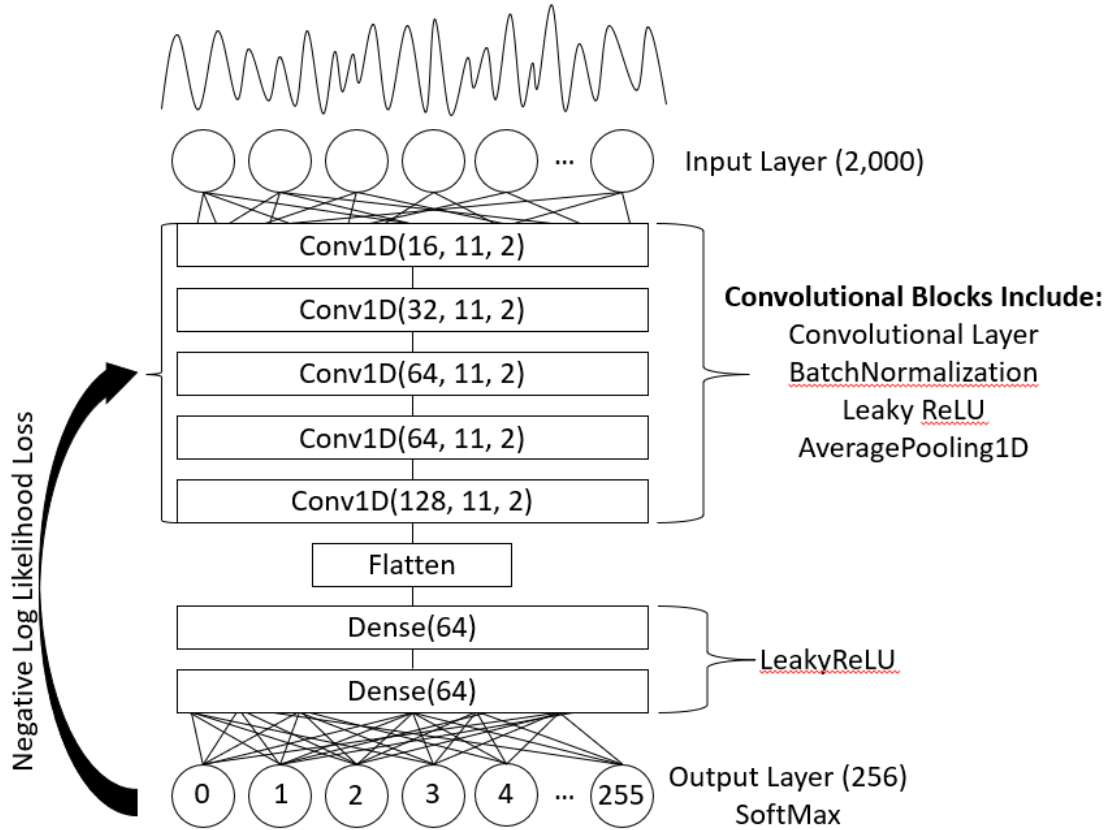 ... Input Layer (2,000)
Conv1D(16, 11, 2)
Conv1D(32, 11, 2)
Conv1D(64, 11, 2)
Conv1D(64, 11, 2)
Conv1D(128, 11, 2)
Convolutional Blocks Include:
Convolutional Layer
BatchNormalization
Leaky ReLU
AveragePooling1D
Negative Log Likelihood Loss
Flatten
Dense(64)
Dense(64)
LeakyReLU
0 1 2 3 4 ... 255
Output Layer (256)
SoftMax